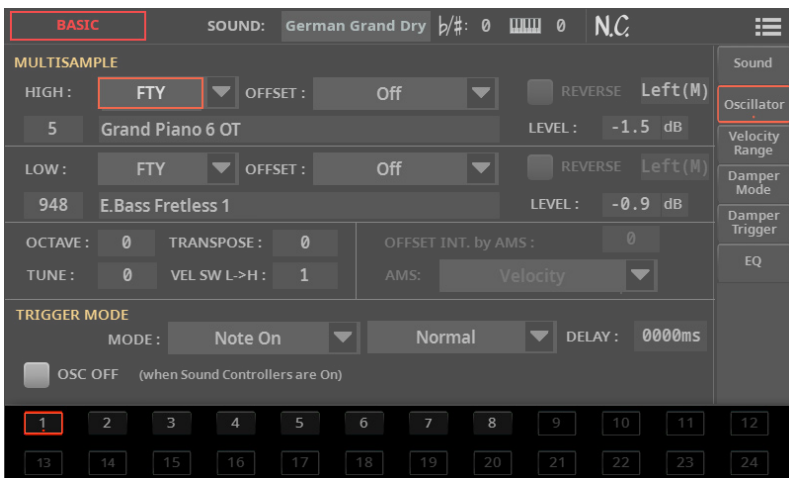 BASIC SOUND: German Grand Dry ♭/#: 0 0 N.C.
MULTISAMPLE
HIGH : FTY OFFSET : Off REVERSE Left(M)
5 Grand Piano 6 OT LEVEL : -1.5 dB
LOW : FTY OFFSET : Off REVERSE Left(M)
948 E.Bass Fretless 1 LEVEL : -0.9 dB
OCTAVE : 0 TRANSPOSE : 0 OFFSET INT. by AMS : 0
TUNE : 0 VEL SW L->H : 1 AMS: Velocity
TRIGGER MODE
MODE : Note On Normal DELAY : 0000ms
OSC OFF (when Sound Controllers are On)
Sound
Oscillator
Velocity
Range
Damper
Mode
Damper
Trigger
EQ
1 2 3 4 5 6 7 8 9 10 11 12
13 14 15 16 17 18 19 20 21 22 23 24